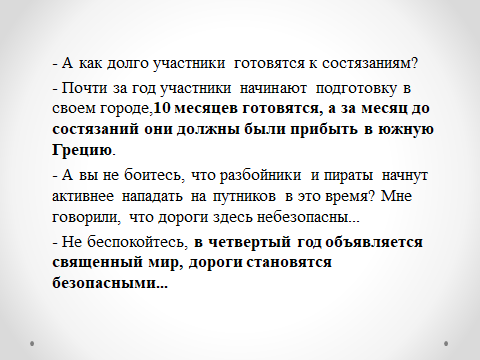 - А как долго участники готовятся к состязаниям?
- Почти за год участники начинают подготовку в
своем городе,10 месяцев готовятся, а за месяц до
состязаний они должны были прибыть в южную
Грецию.
- А вы не боитесь, что разбойники и пираты начнут
активнее нападать на путников в это время? Мне
говорили, что дороги здесь небезопасны...
- Не беспокойтесь, в четвертый год объявляется
священный мир, дороги становятся
безопасными...